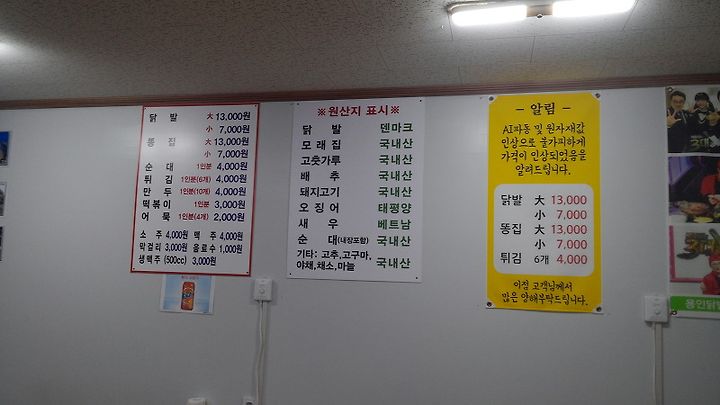 닭 발 大 13,000원
小 7,000원
똥 집 大 13,000원
小 7,000원
순 대 1인분 4,000원
튀 김 1인분(6개) 4,000원
만 두 1인분(10개) 4,000원
떡볶이 1인분 3,000원
어 묵 1인분(4개) 2,000원
소 주 4,000원 맥 주 4,000원
막걸리 3,000원 음료수 1,000원
생맥주 (500cc) 3,000원
※원산지 표시※
닭 발 덴마크
모래집 국내산
고춧가루 국내산
배 추 국내산
돼지고기 국내산
오징어 태평양
새 우 베트남
순 대(내장포함) 국내산
기타: 고추,고구마,
야채,채소,마늘 국내산
- 알림 -
AI파동 및 원자재값
인상으로 불가피하게
가격이 인상되었음을
알려드립니다.
닭발 大 13,000
小 7,000
똥집 大 13,000
小 7,000
튀김 6개 4,000
이점 고객님께서
많은 양해부탁드립니다.
용인닭발